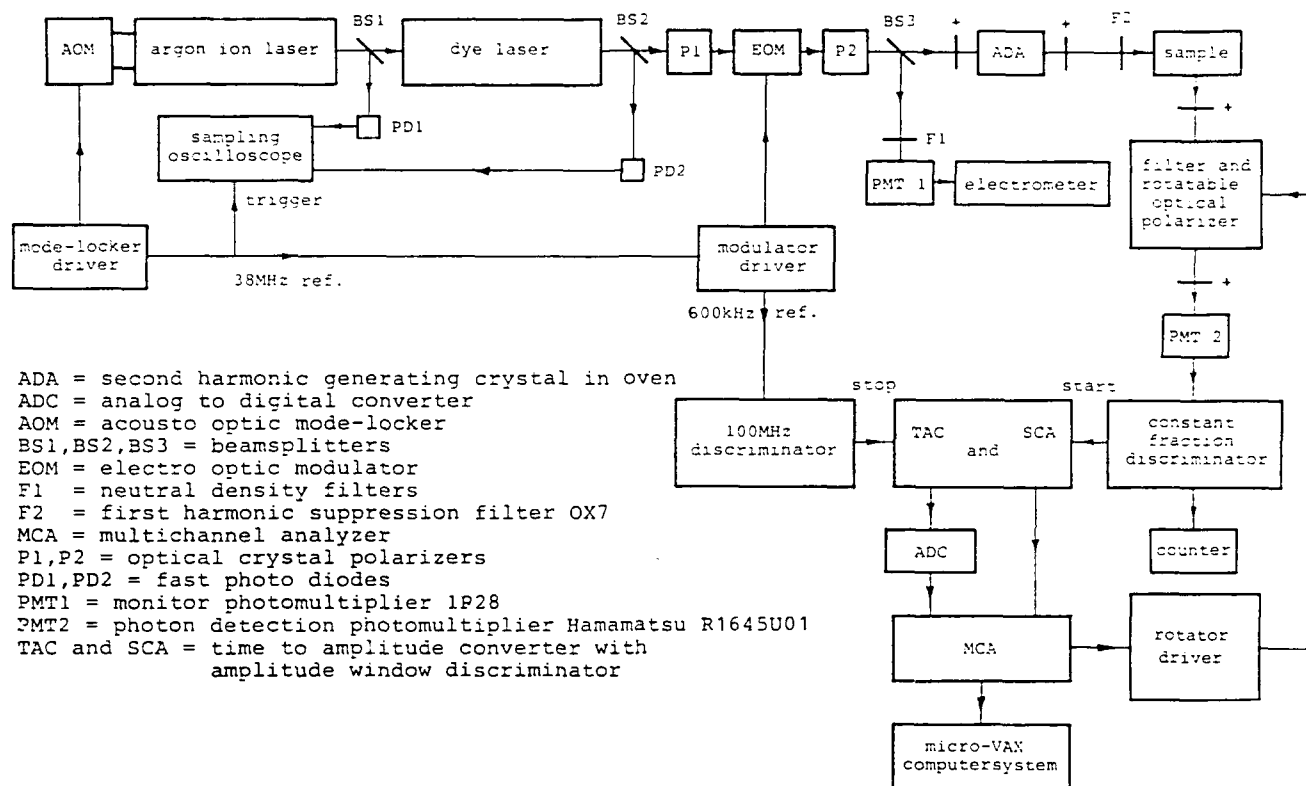 BS1
BS2
BS3
+
+
F2
AOM
argon ion laser
dye laser
P1
EOM
P2
ADA
sample
PD1
sampling
oscilloscope
PD2
F1
+
PMT 1
electrometer
filter and
rotatable
optical
polarizer
trigger
mode-locker
driver
38MHz ref.
modulator
driver
600kHz ref.
+
PMT 2
ADA = second harmonic generating crystal in oven
ADC = analog to digital converter
AOM = acousto optic mode-locker
BS1,BS2,BS3 = beamsplitters
EOM = electro optic modulator
F1 = neutral density filters
F2 = first harmonic suppression filter OX7
MCA = multichannel analyzer
P1,P2 = optical crystal polarizers
PD1,PD2 = fast photo diodes
PMT1 = monitor photomultiplier 1P28
PMT2 = photon detection photomultiplier Hamamatsu R1645U01
TAC and SCA = time to amplitude converter with
amplitude window discriminator
stop
start
100MHz
discriminator
TAC and SCA
constant
fraction
discriminator
ADC
counter
MCA
rotator
driver
micro-VAX
computersystem